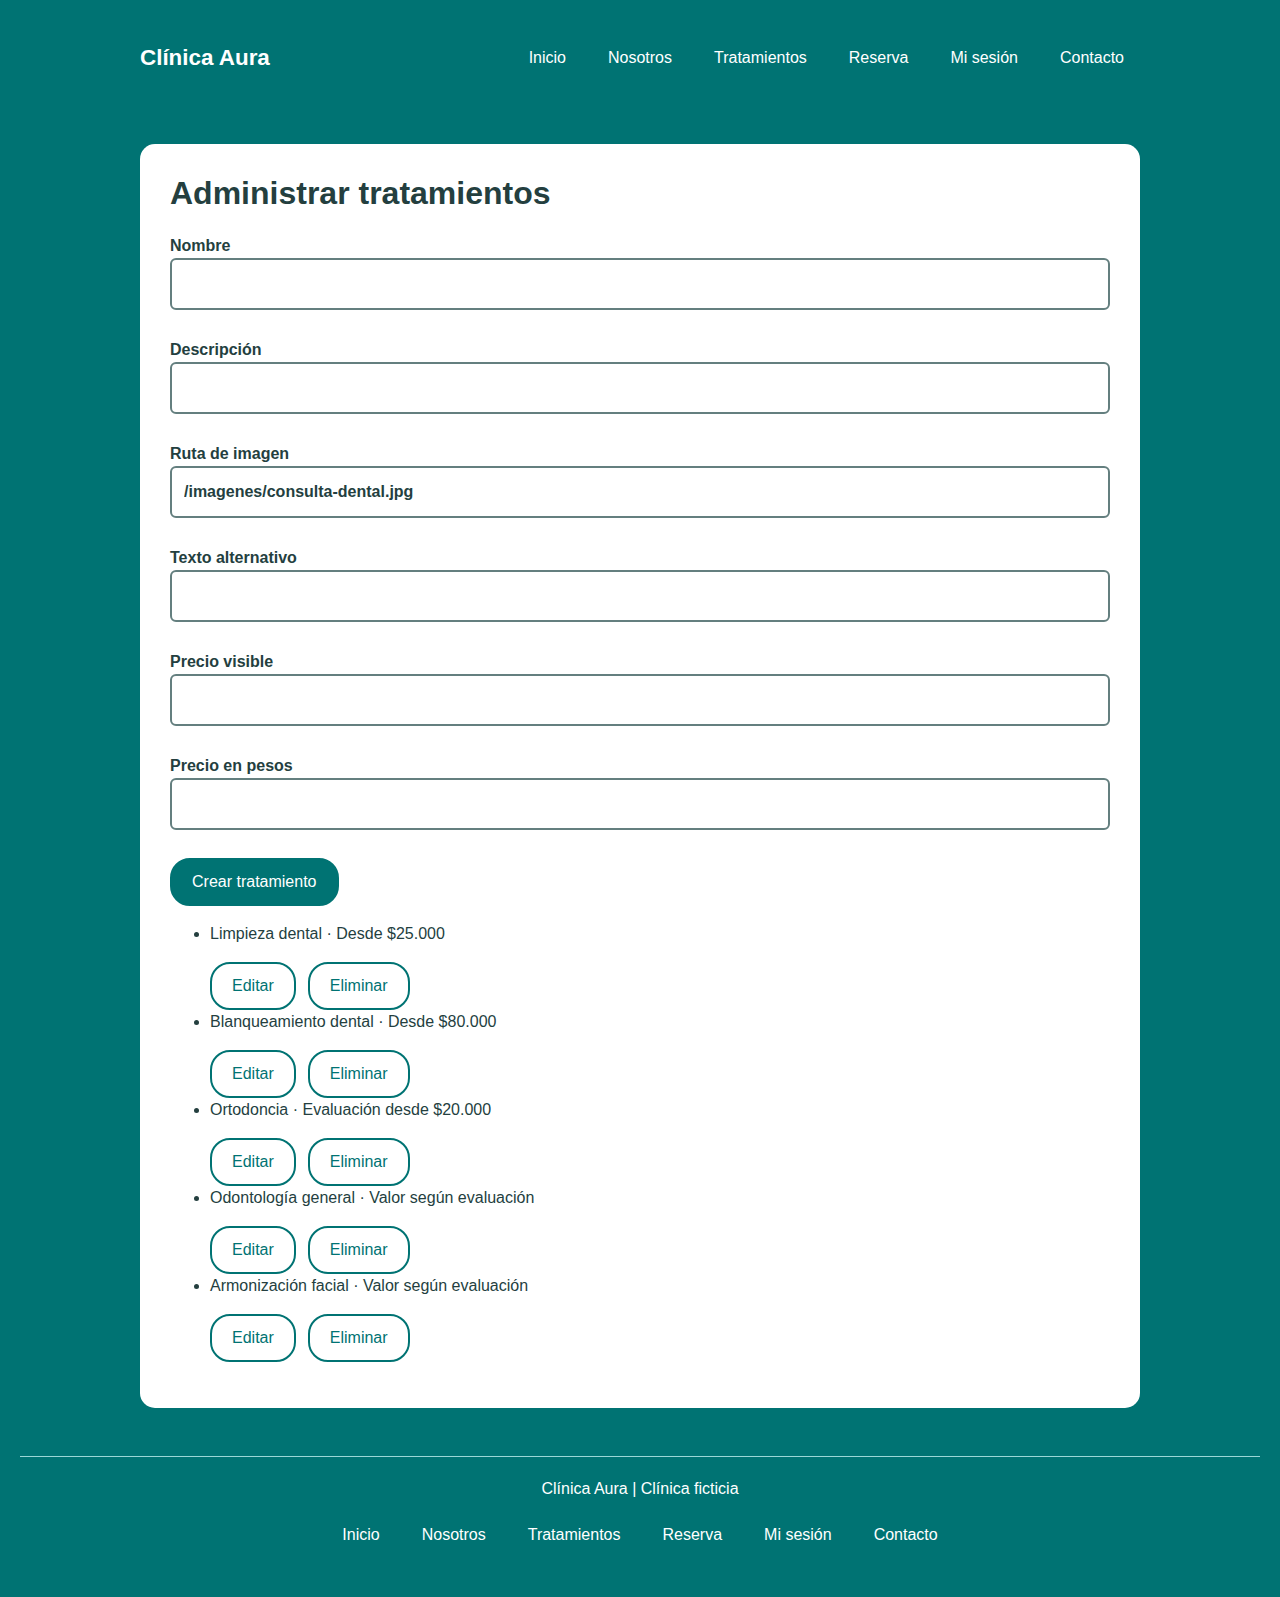 Clínica Aura
Inicio Nosotros Tratamientos Reserva Mi sesión Contacto
Administrar tratamientos
Nombre
Descripción
Ruta de imagen
/imagenes/consulta-dental.jpg
Texto alternativo
Precio visible
Precio en pesos
Crear tratamiento
Limpieza dental · Desde $25.000
Editar Eliminar
Blanqueamiento dental · Desde $80.000
Editar Eliminar
Ortodoncia · Evaluación desde $20.000
Editar Eliminar
Odontología general · Valor según evaluación
Editar Eliminar
Armonización facial · Valor según evaluación
Editar Eliminar
Clínica Aura | Clínica ficticia
Inicio Nosotros Tratamientos Reserva Mi sesión Contacto